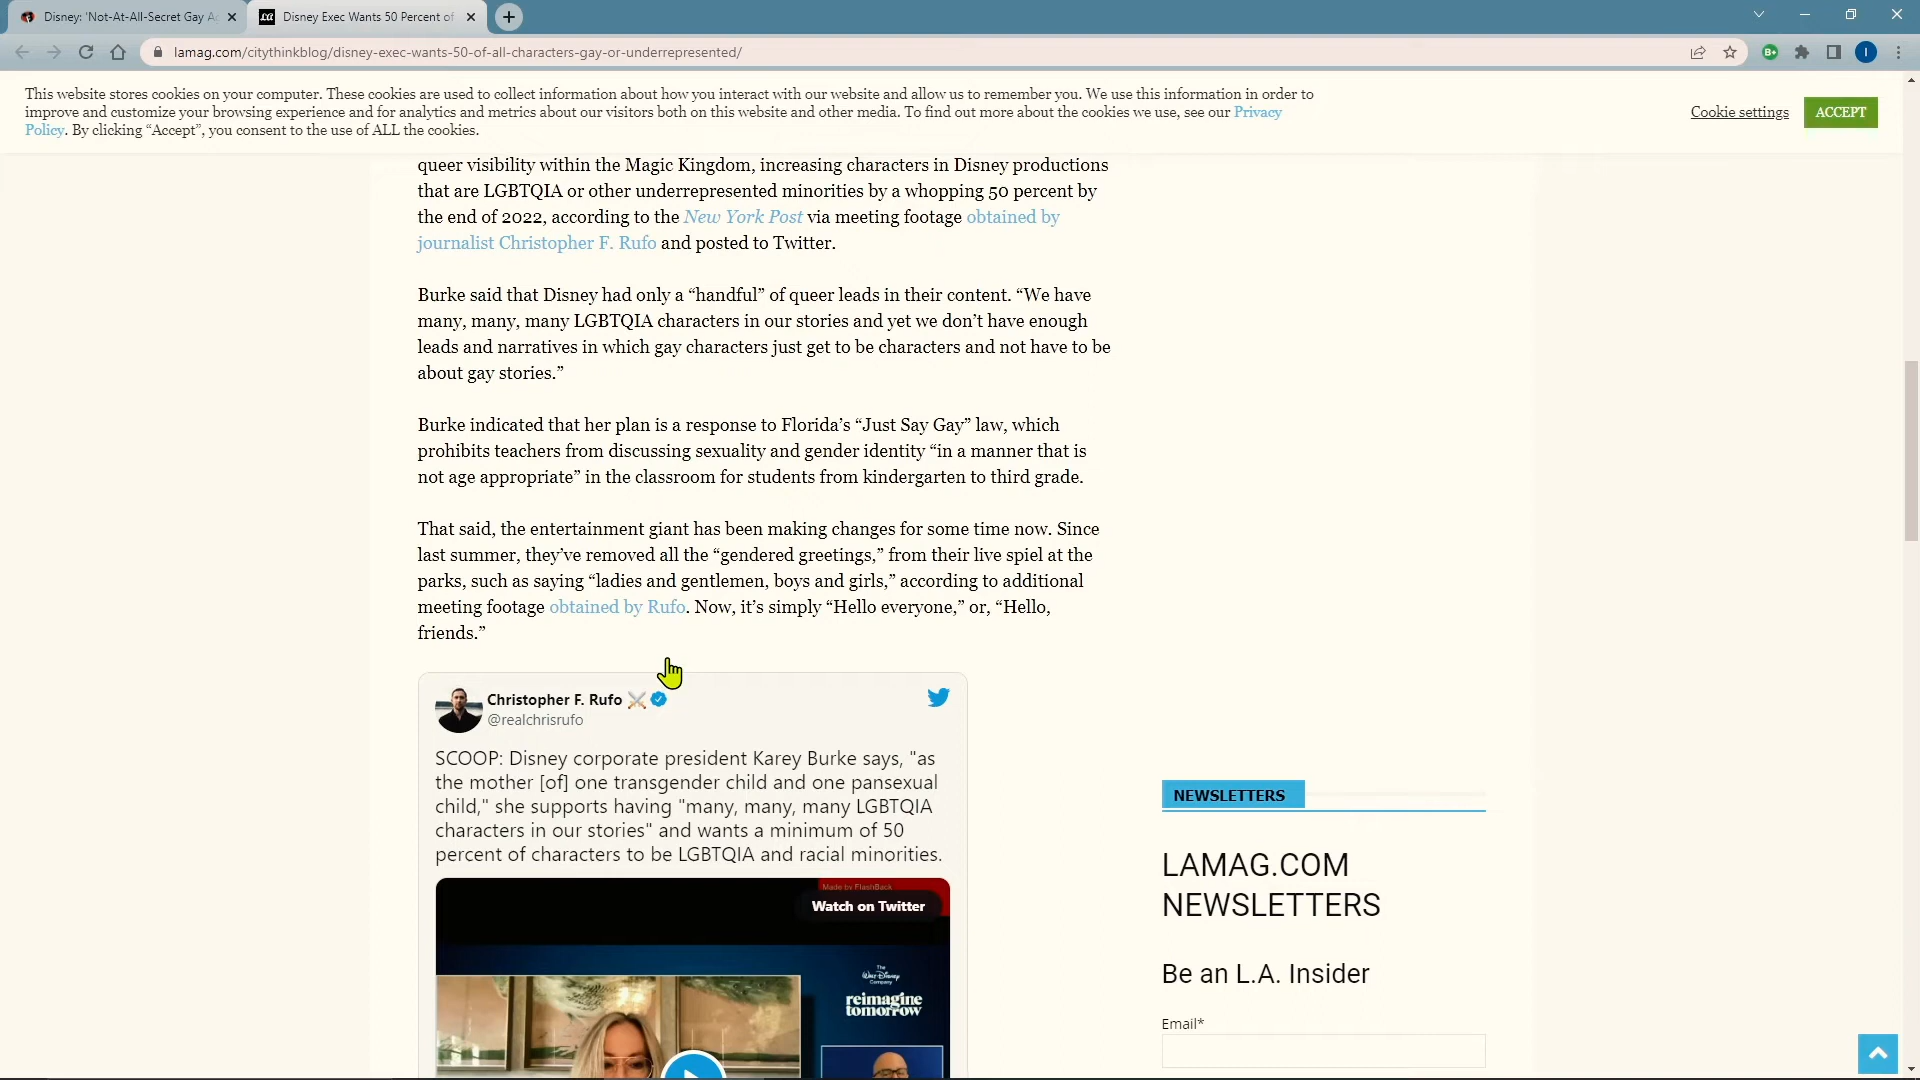 Disney: 'Not-At-All-Secret Gay A
Disney Exec Wants 50 Percent of
lamag.com/citythinkblog/disney-exec-wants-50-of-all-characters-gay-or-underrepresented/
This website stores cookies on your computer. These cookies are used to collect information about how you interact with our website and allow us to remember you. We use this information in order to
improve and customize your browsing experience and for analytics and metrics about our visitors both on this website and other media. To find out more about the cookies we use, see our Privacy
Policy. By clicking “Accept”, you consent to the use of ALL the cookies.
Cookie settings
ACCEPT
queer visibility within the Magic Kingdom, increasing characters in Disney productions
that are LGBTQIA or other underrepresented minorities by a whopping 50 percent by
the end of 2022, according to the New York Post via meeting footage obtained by
journalist Christopher F. Rufo and posted to Twitter.
Burke said that Disney had only a “handful” of queer leads in their content. “We have
many, many, many LGBTQIA characters in our stories and yet we don’t have enough
leads and narratives in which gay characters just get to be characters and not have to be
about gay stories.”
Burke indicated that her plan is a response to Florida’s “Just Say Gay” law, which
prohibits teachers from discussing sexuality and gender identity “in a manner that is
not age appropriate” in the classroom for students from kindergarten to third grade.
That said, the entertainment giant has been making changes for some time now. Since
last summer, they’ve removed all the “gendered greetings,” from their live spiel at the
parks, such as saying “ladies and gentlemen, boys and girls,” according to additional
meeting footage obtained by Rufo. Now, it’s simply “Hello everyone,” or, “Hello,
friends.”
Christopher F. Rufo
@realchrisrufo
SCOOP: Disney corporate president Karey Burke says, "as
the mother [of] one transgender child and one pansexual
child," she supports having "many, many, many LGBTQIA
characters in our stories" and wants a minimum of 50
percent of characters to be LGBTQIA and racial minorities.
Made by FlashBack
Watch on Twitter
The
Walt Disney
Company
reimagine
tomorrow
NEWSLETTERS
LAMAG.COM
NEWSLETTERS
Be an L.A. Insider
Email*